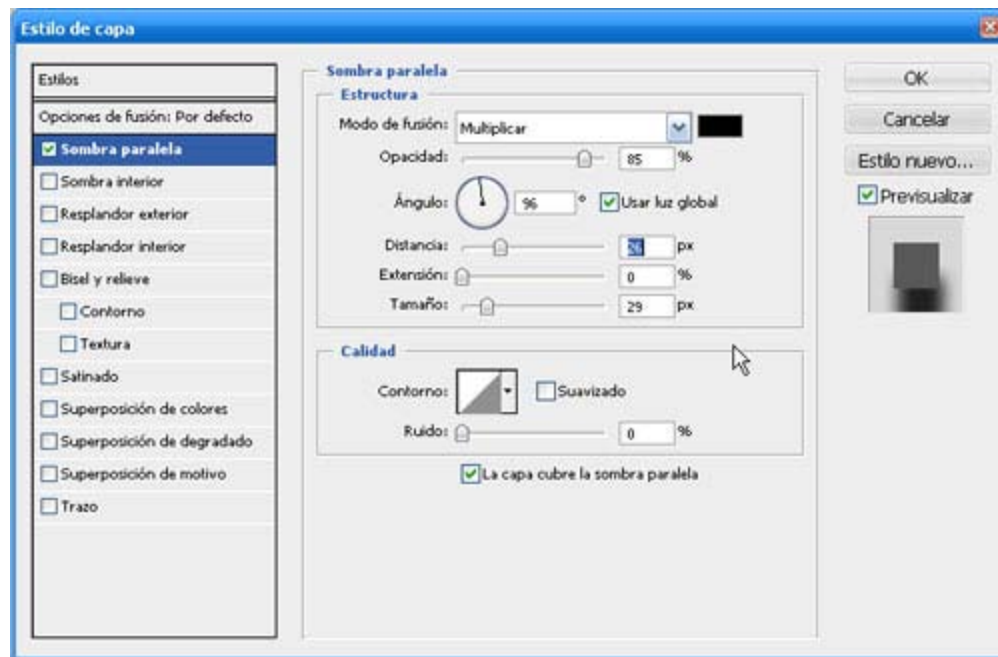 Estilo de capa
Estilos
Opciones de fusión: Por defecto
Sombra paralela
Sombra interior
Resplandor exterior
Resplandor interior
Bisel y relieve
Contorno
Textura
Satinado
Superposición de colores
Superposición de degradado
Superposición de motivo
Trazo
Sombra paralela
Estructura
Modo de fusión: Multiplicar
Opacidad: 85 %
Ángulo: 96 ° Usar luz global
Distancia: 26 px
Extensión: 0 %
Tamaño: 29 px
Calidad
Contorno: Suavizado
Ruido: 0 %
La capa cubre la sombra paralela
OK
Cancelar
Estilo nuevo...
Previsualizar